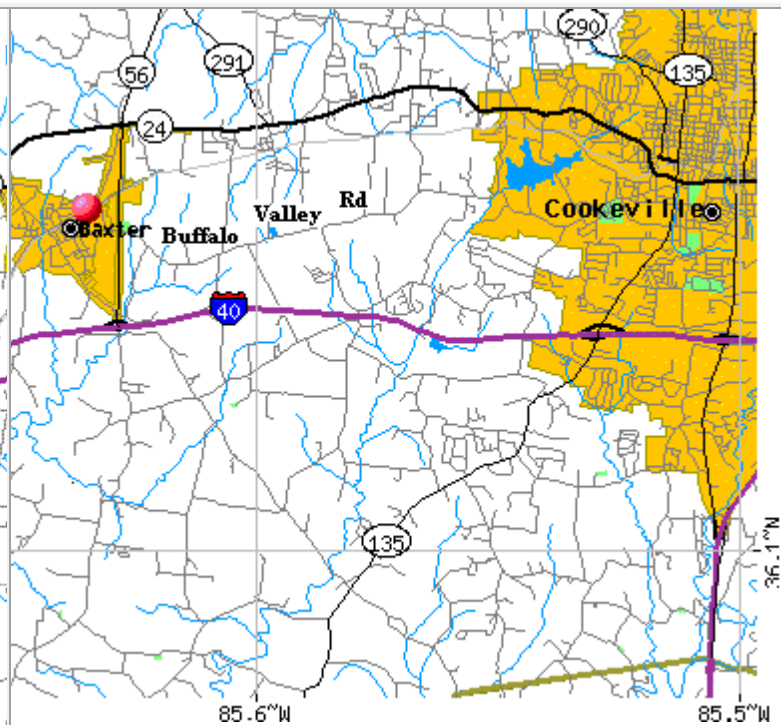 290
56
291
135
24
Rd
Valley
Cookeville
Baxter
Buffalo
40
135
36.1~N
85.6~W
85.5~W